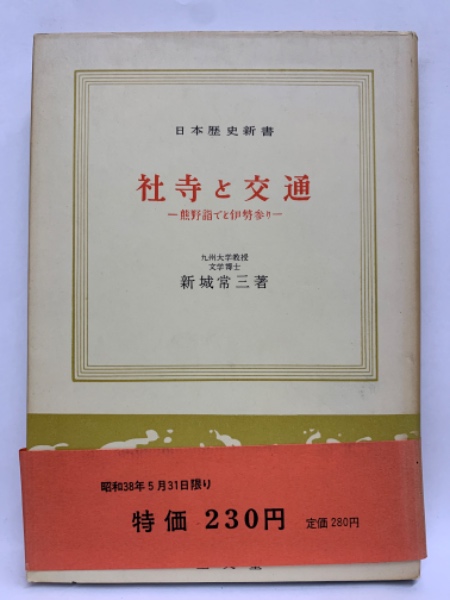 日本歴史新書
社寺と交通
―熊野詣でと伊勢参り―
九州大学教授
文学博士
新城常三著
昭和38年5月31日限り
特価 230円 定価280円